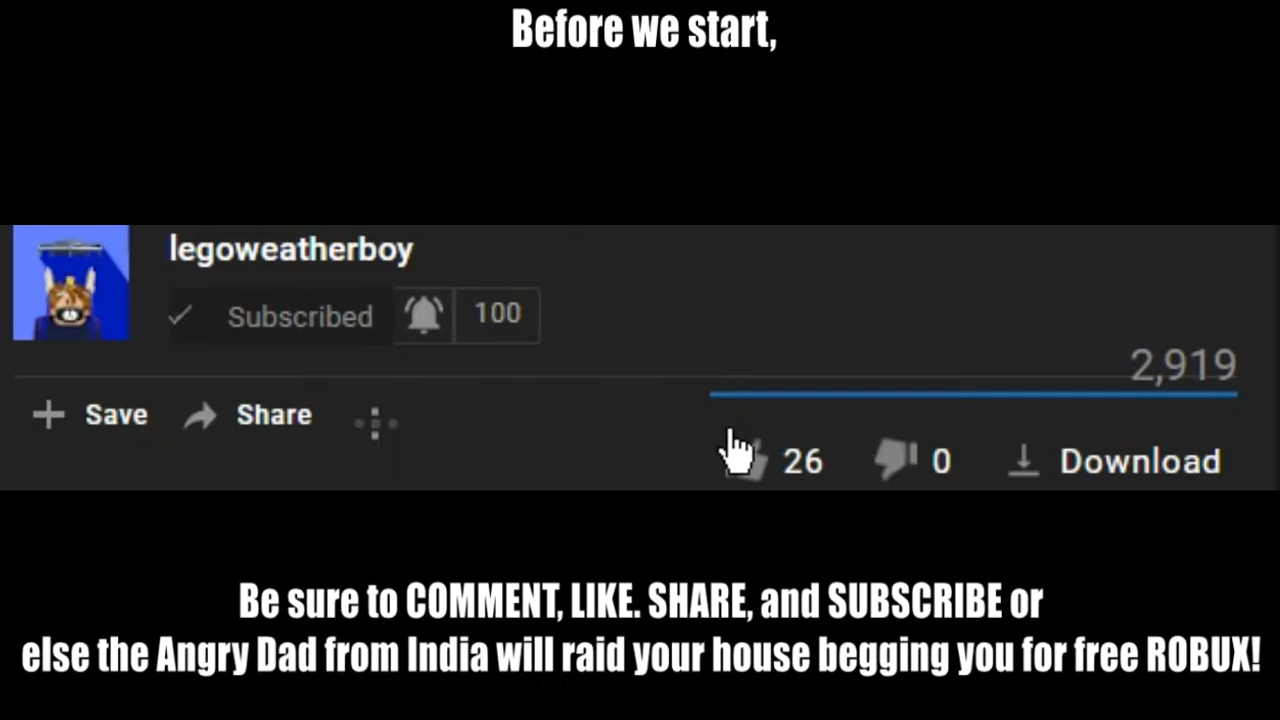 Before we start,
legoweatherboy
Subscribed 100
2,919
Save Share
26 0 Download
Be sure to COMMENT, LIKE. SHARE, and SUBSCRIBE or
else the Angry Dad from India will raid your house begging you for free ROBUX!